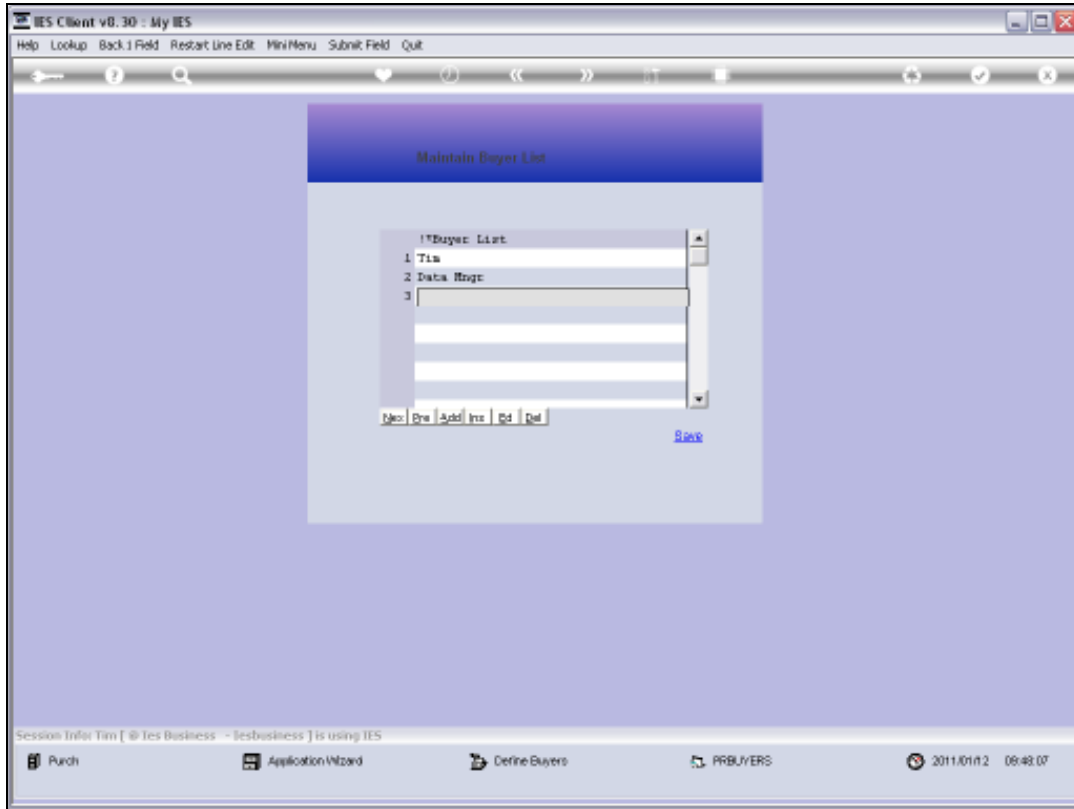 IES Client v8.30 : My IES
Help Lookup Back 1 Field Restart Line Edit MiniMenu Submit Field Quit
Maintain Buyer List
!*Buyer List
1 Tim
2 Data Mngr
3
Nex Pre Add Ins Ed Del
Save
Session Info: Tim [ @ Ies Business - Iesbusiness ] is using IES
Purch Application Wizard Define Buyers PRBUYERS 2011/01/12 09:48:07